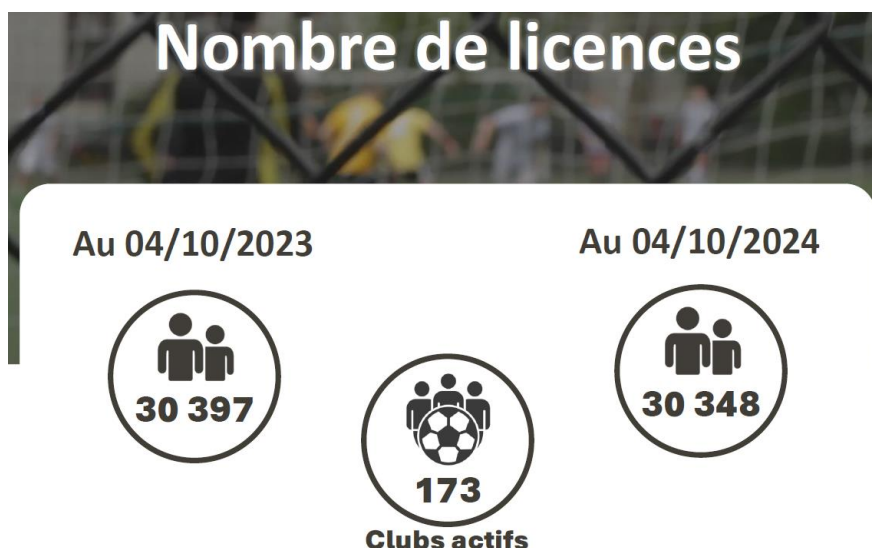 Nombre de licences
Au 04/10/2023
Au 04/10/2024
30 397
30 348
173
Clubs actifs